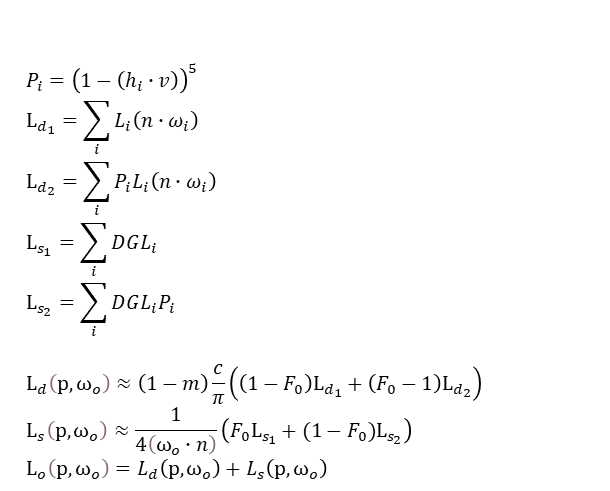 P_i = (1 − (h_i · v))^5
L_{d_1} = ∑_i L_i(n · ω_i)
L_{d_2} = ∑_i P_i L_i(n · ω_i)
L_{s_1} = ∑_i DGL_i
L_{s_2} = ∑_i DGL_i P_i
L_d(p, ω_o) ≈ (1 − m) c/π ((1 − F_0)L_{d_1} + (F_0 − 1)L_{d_2})
L_s(p, ω_o) ≈ 1/(4(ω_o · n)) (F_0 L_{s_1} + (1 − F_0)L_{s_2})
L_o(p, ω_o) = L_d(p, ω_o) + L_s(p, ω_o)